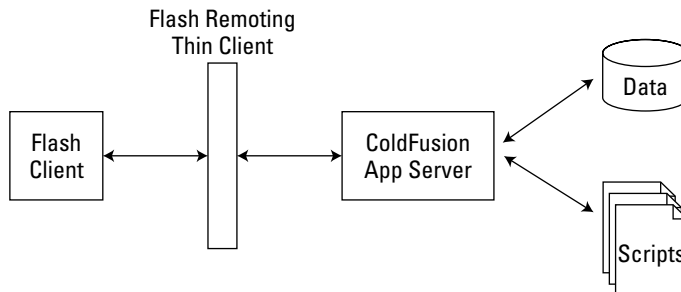 Flash Remoting
Thin Client
Flash
Client
ColdFusion
App Server
Data
Scripts